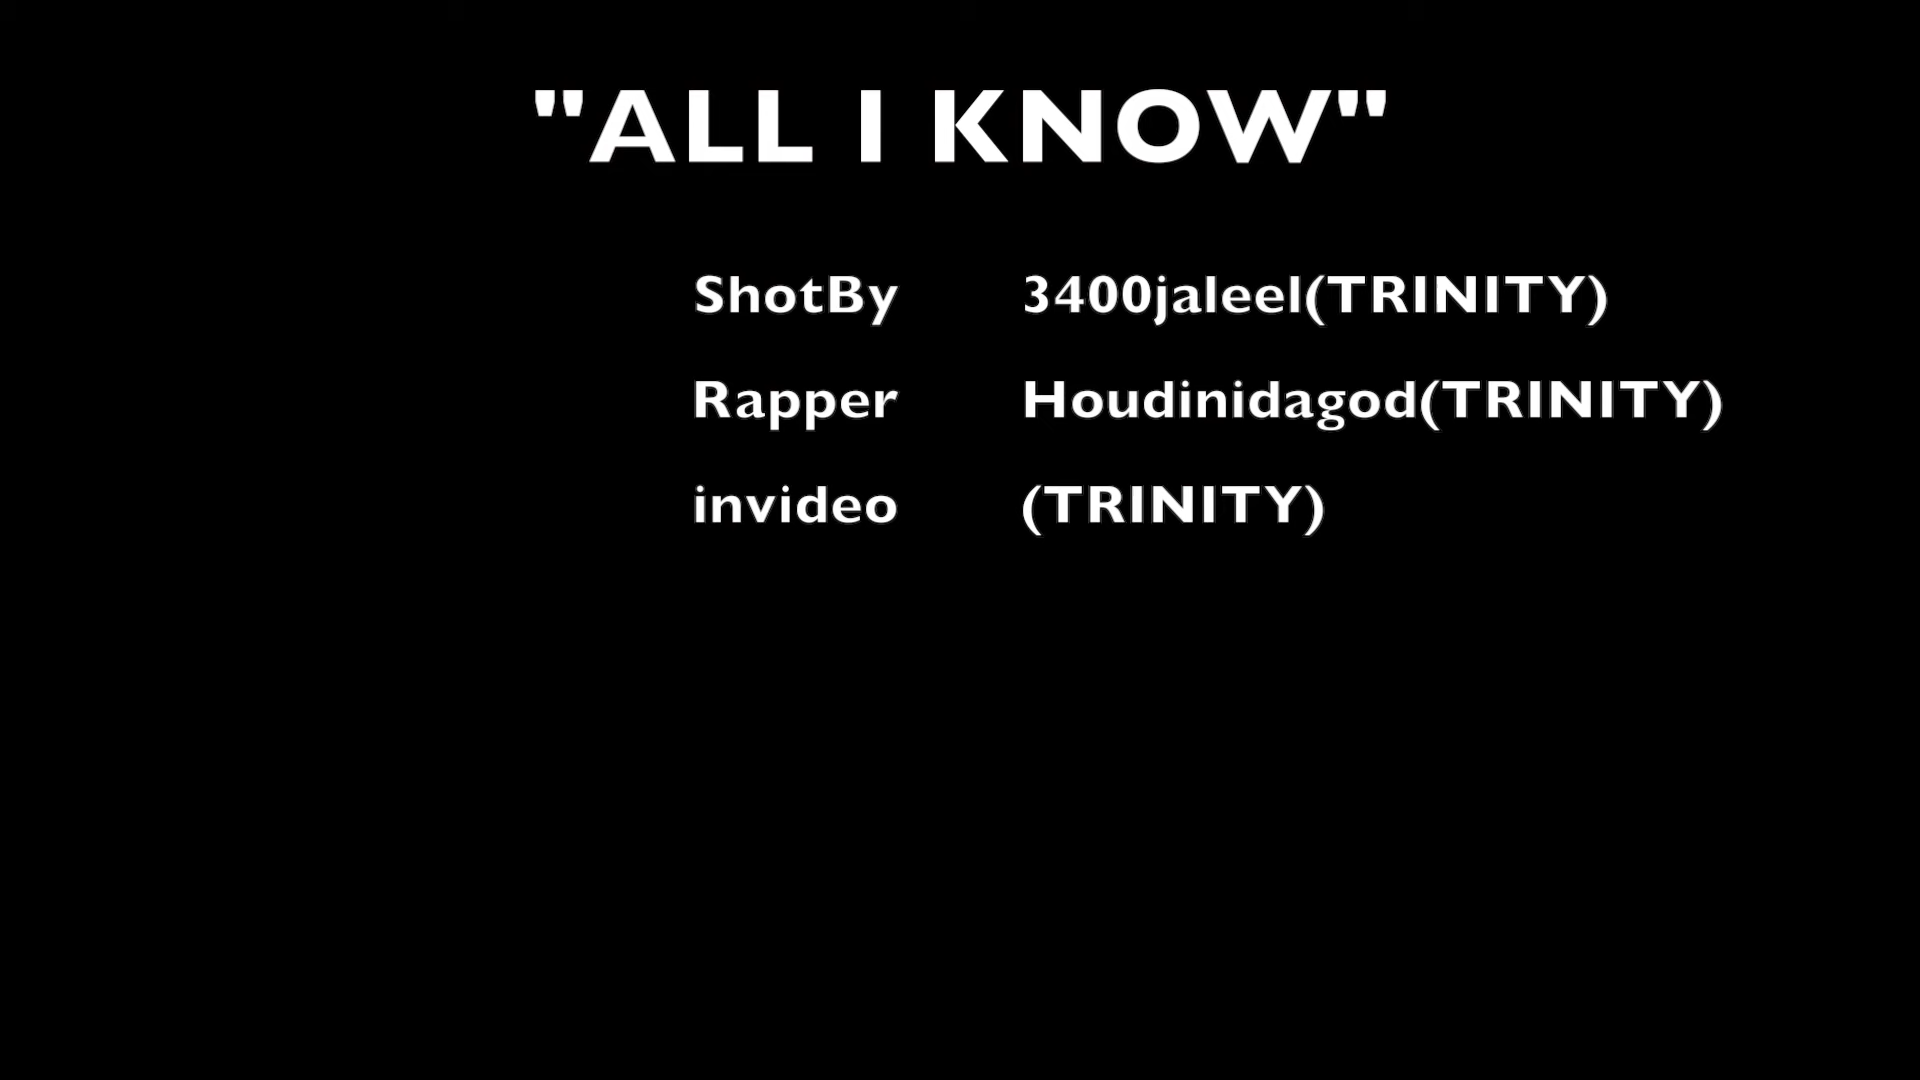 "ALL I KNOW"
ShotBy 3400jaleel(TRINITY)
Rapper Houdinidagod(TRINITY)
invideo (TRINITY)